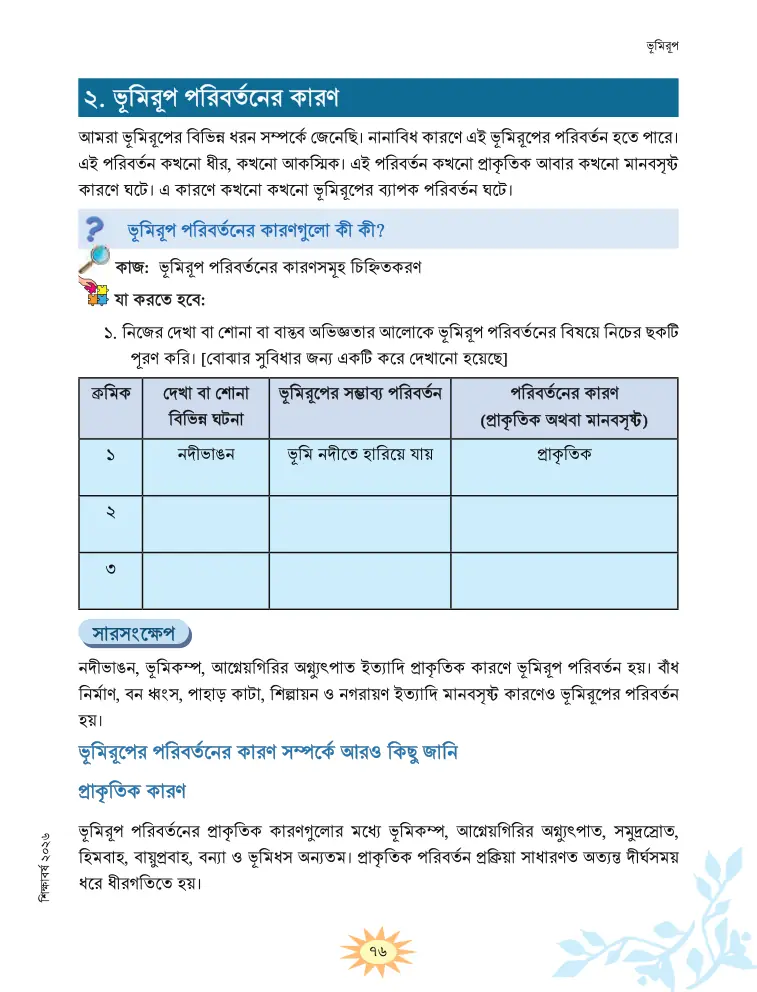 ভূমিরূপ
২. ভূমিরূপ পরিবর্তনের কারণ
আমরা ভূমিরূপের বিভিন্ন ধরন সম্পর্কে জেনেছি। নানাবিধ কারণে এই ভূমিরূপের পরিবর্তন হতে পারে।
এই পরিবর্তন কখনো ধীর, কখনো আকস্মিক। এই পরিবর্তন কখনো প্রাকৃতিক আবার কখনো মানবসৃষ্ট
কারণে ঘটে। এ কারণে কখনো কখনো ভূমিরূপের ব্যাপক পরিবর্তন ঘটে।
? ভূমিরূপ পরিবর্তনের কারণগুলো কী কী?
কাজ: ভূমিরূপ পরিবর্তনের কারণসমূহ চিহ্নিতকরণ
যা করতে হবে:
১. নিজের দেখা বা শোনা বা বাস্তব অভিজ্ঞতার আলোকে ভূমিরূপ পরিবর্তনের বিষয়ে নিচের ছকটি
পূরণ করি। [বোঝার সুবিধার জন্য একটি করে দেখানো হয়েছে]
ক্রমিক দেখা বা শোনা ভূমিরূপের সম্ভাব্য পরিবর্তন পরিবর্তনের কারণ
বিভিন্ন ঘটনা (প্রাকৃতিক অথবা মানবসৃষ্ট)
১ নদীভাঙন ভূমি নদীতে হারিয়ে যায় প্রাকৃতিক
২
৩
সারসংক্ষেপ
নদীভাঙন, ভূমিকম্প, আগ্নেয়গিরির অগ্ন্যুৎপাত ইত্যাদি প্রাকৃতিক কারণে ভূমিরূপ পরিবর্তন হয়। বাঁধ
নির্মাণ, বন ধ্বংস, পাহাড় কাটা, শিল্পায়ন ও নগরায়ণ ইত্যাদি মানবসৃষ্ট কারণেও ভূমিরূপের পরিবর্তন
হয়।
ভূমিরূপের পরিবর্তনের কারণ সম্পর্কে আরও কিছু জানি
প্রাকৃতিক কারণ
ভূমিরূপ পরিবর্তনের প্রাকৃতিক কারণগুলোর মধ্যে ভূমিকম্প, আগ্নেয়গিরির অগ্ন্যুৎপাত, সমুদ্রস্রোত,
হিমবাহ, বায়ুপ্রবাহ, বন্যা ও ভূমিধস অন্যতম। প্রাকৃতিক পরিবর্তন প্রক্রিয়া সাধারণত অত্যন্ত দীর্ঘসময়
ধরে ধীরগতিতে হয়।
শিক্ষাবর্ষ ২০২৬
৭৬